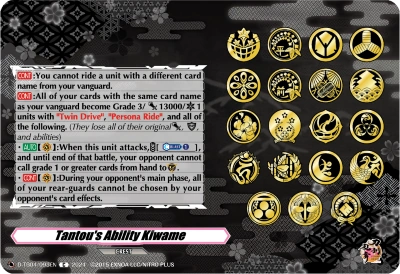 CONT:You cannot ride a unit with a different card
name from your vanguard.
CONT:All of your cards with the same card name
as your vanguard become Grade 3/ 13000/ 1
units with "Twin Drive", "Persona Ride", and all of
the following. (They lose all of their original
and abilities)
•AUTO:When this unit attacks,
and until end of that battle, your opponent cannot
call grade 1 or greater cards from hand to
•CONT:During your opponent's main phase, all
of your rear-guards cannot be chosen by your
opponent's card effects.
Tantou's Ability Kiwame
CREST
2024 ©2015 EXNOA LLC/NITRO PLUS